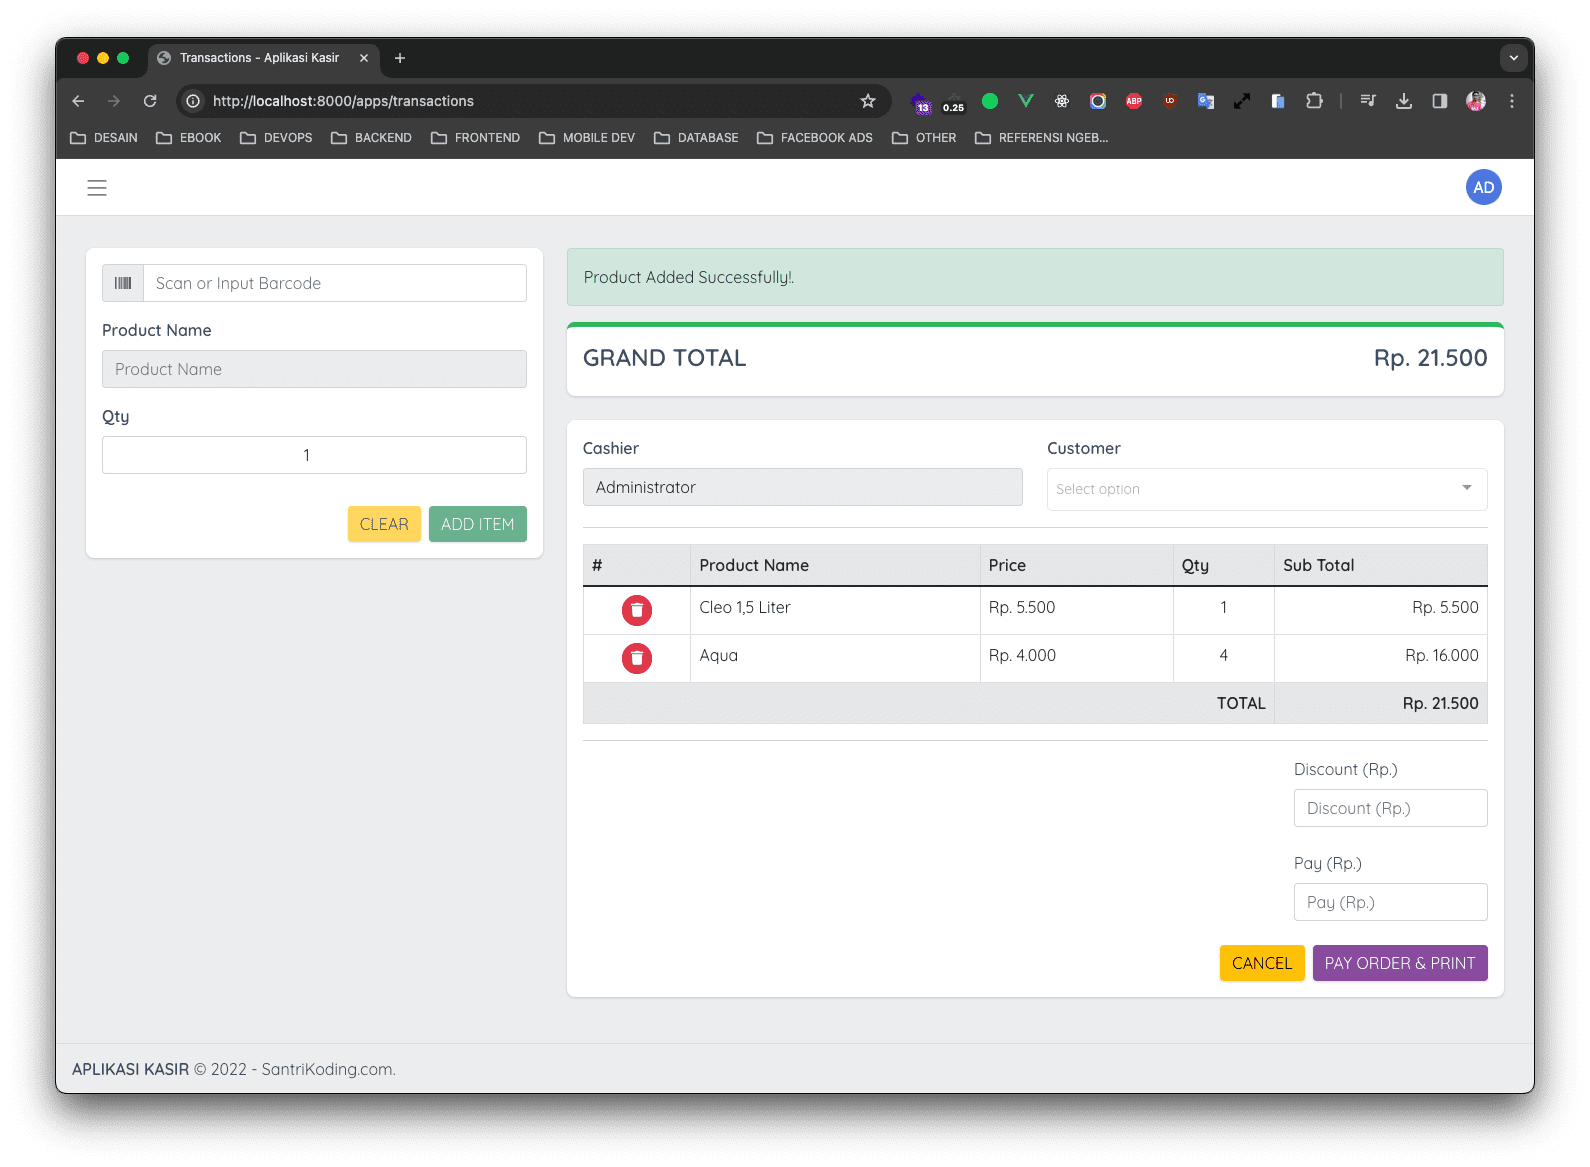 Transactions - Aplikasi Kasir
http://localhost:8000/apps/transactions
13
0.25
ABP
UD
DESAIN
EBOOK
DEVOPS
BACKEND
FRONTEND
MOBILE DEV
DATABASE
FACEBOOK ADS
OTHER
REFERENSI NGEB...
AD
Scan or Input Barcode
Product Name
Product Name
Qty
1
CLEAR
ADD ITEM
Product Added Successfully!.
GRAND TOTAL
Rp. 21.500
Cashier
Customer
Administrator
Select option
# Product Name Price Qty Sub Total
Cleo 1,5 Liter Rp. 5.500 1 Rp. 5.500
Aqua Rp. 4.000 4 Rp. 16.000
TOTAL Rp. 21.500
Discount (Rp.)
Discount (Rp.)
Pay (Rp.)
Pay (Rp.)
CANCEL
PAY ORDER & PRINT
APLIKASI KASIR © 2022 - SantriKoding.com.